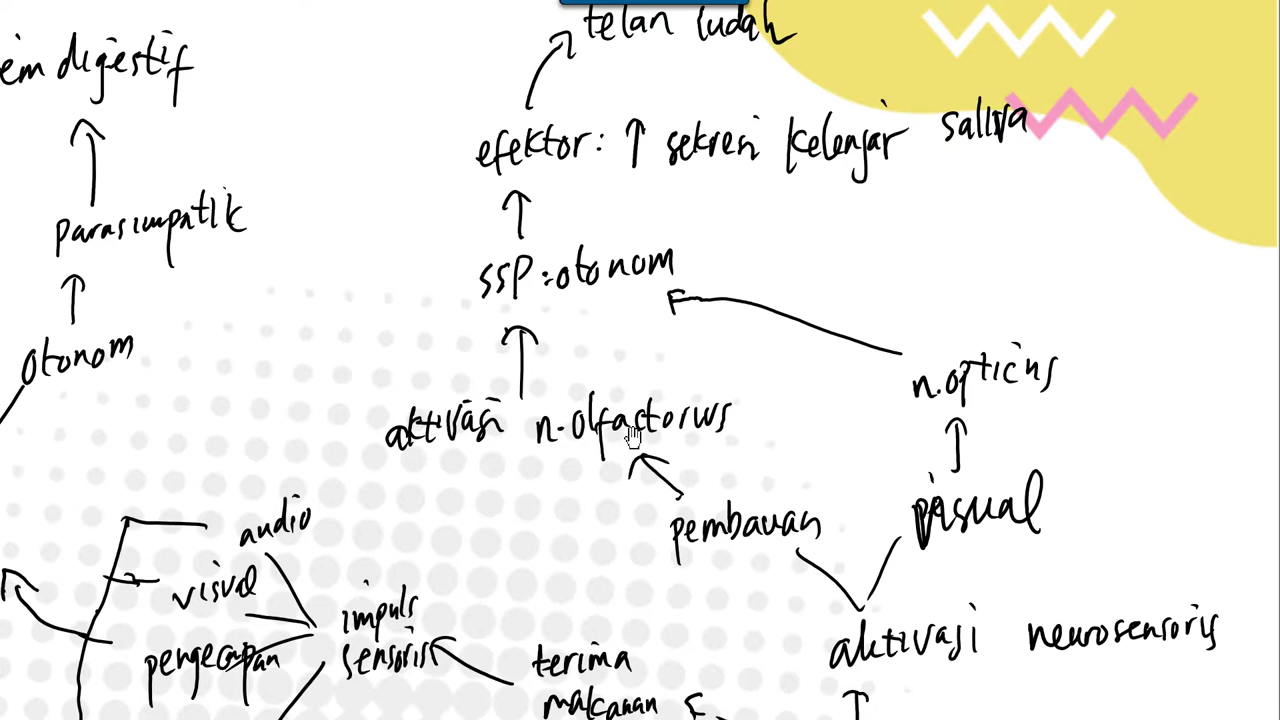 telan ludah
em digestif
efektor: ↑ sekresi kelenjar saliva
parasimpatik
SSP : otonom
otonom
n. opticus
aktivasi n. olfactorius
visual
pembauan
audio
visual
impuls
sensoris
pengecapan
aktivasi neurosensoris
terima
makanan